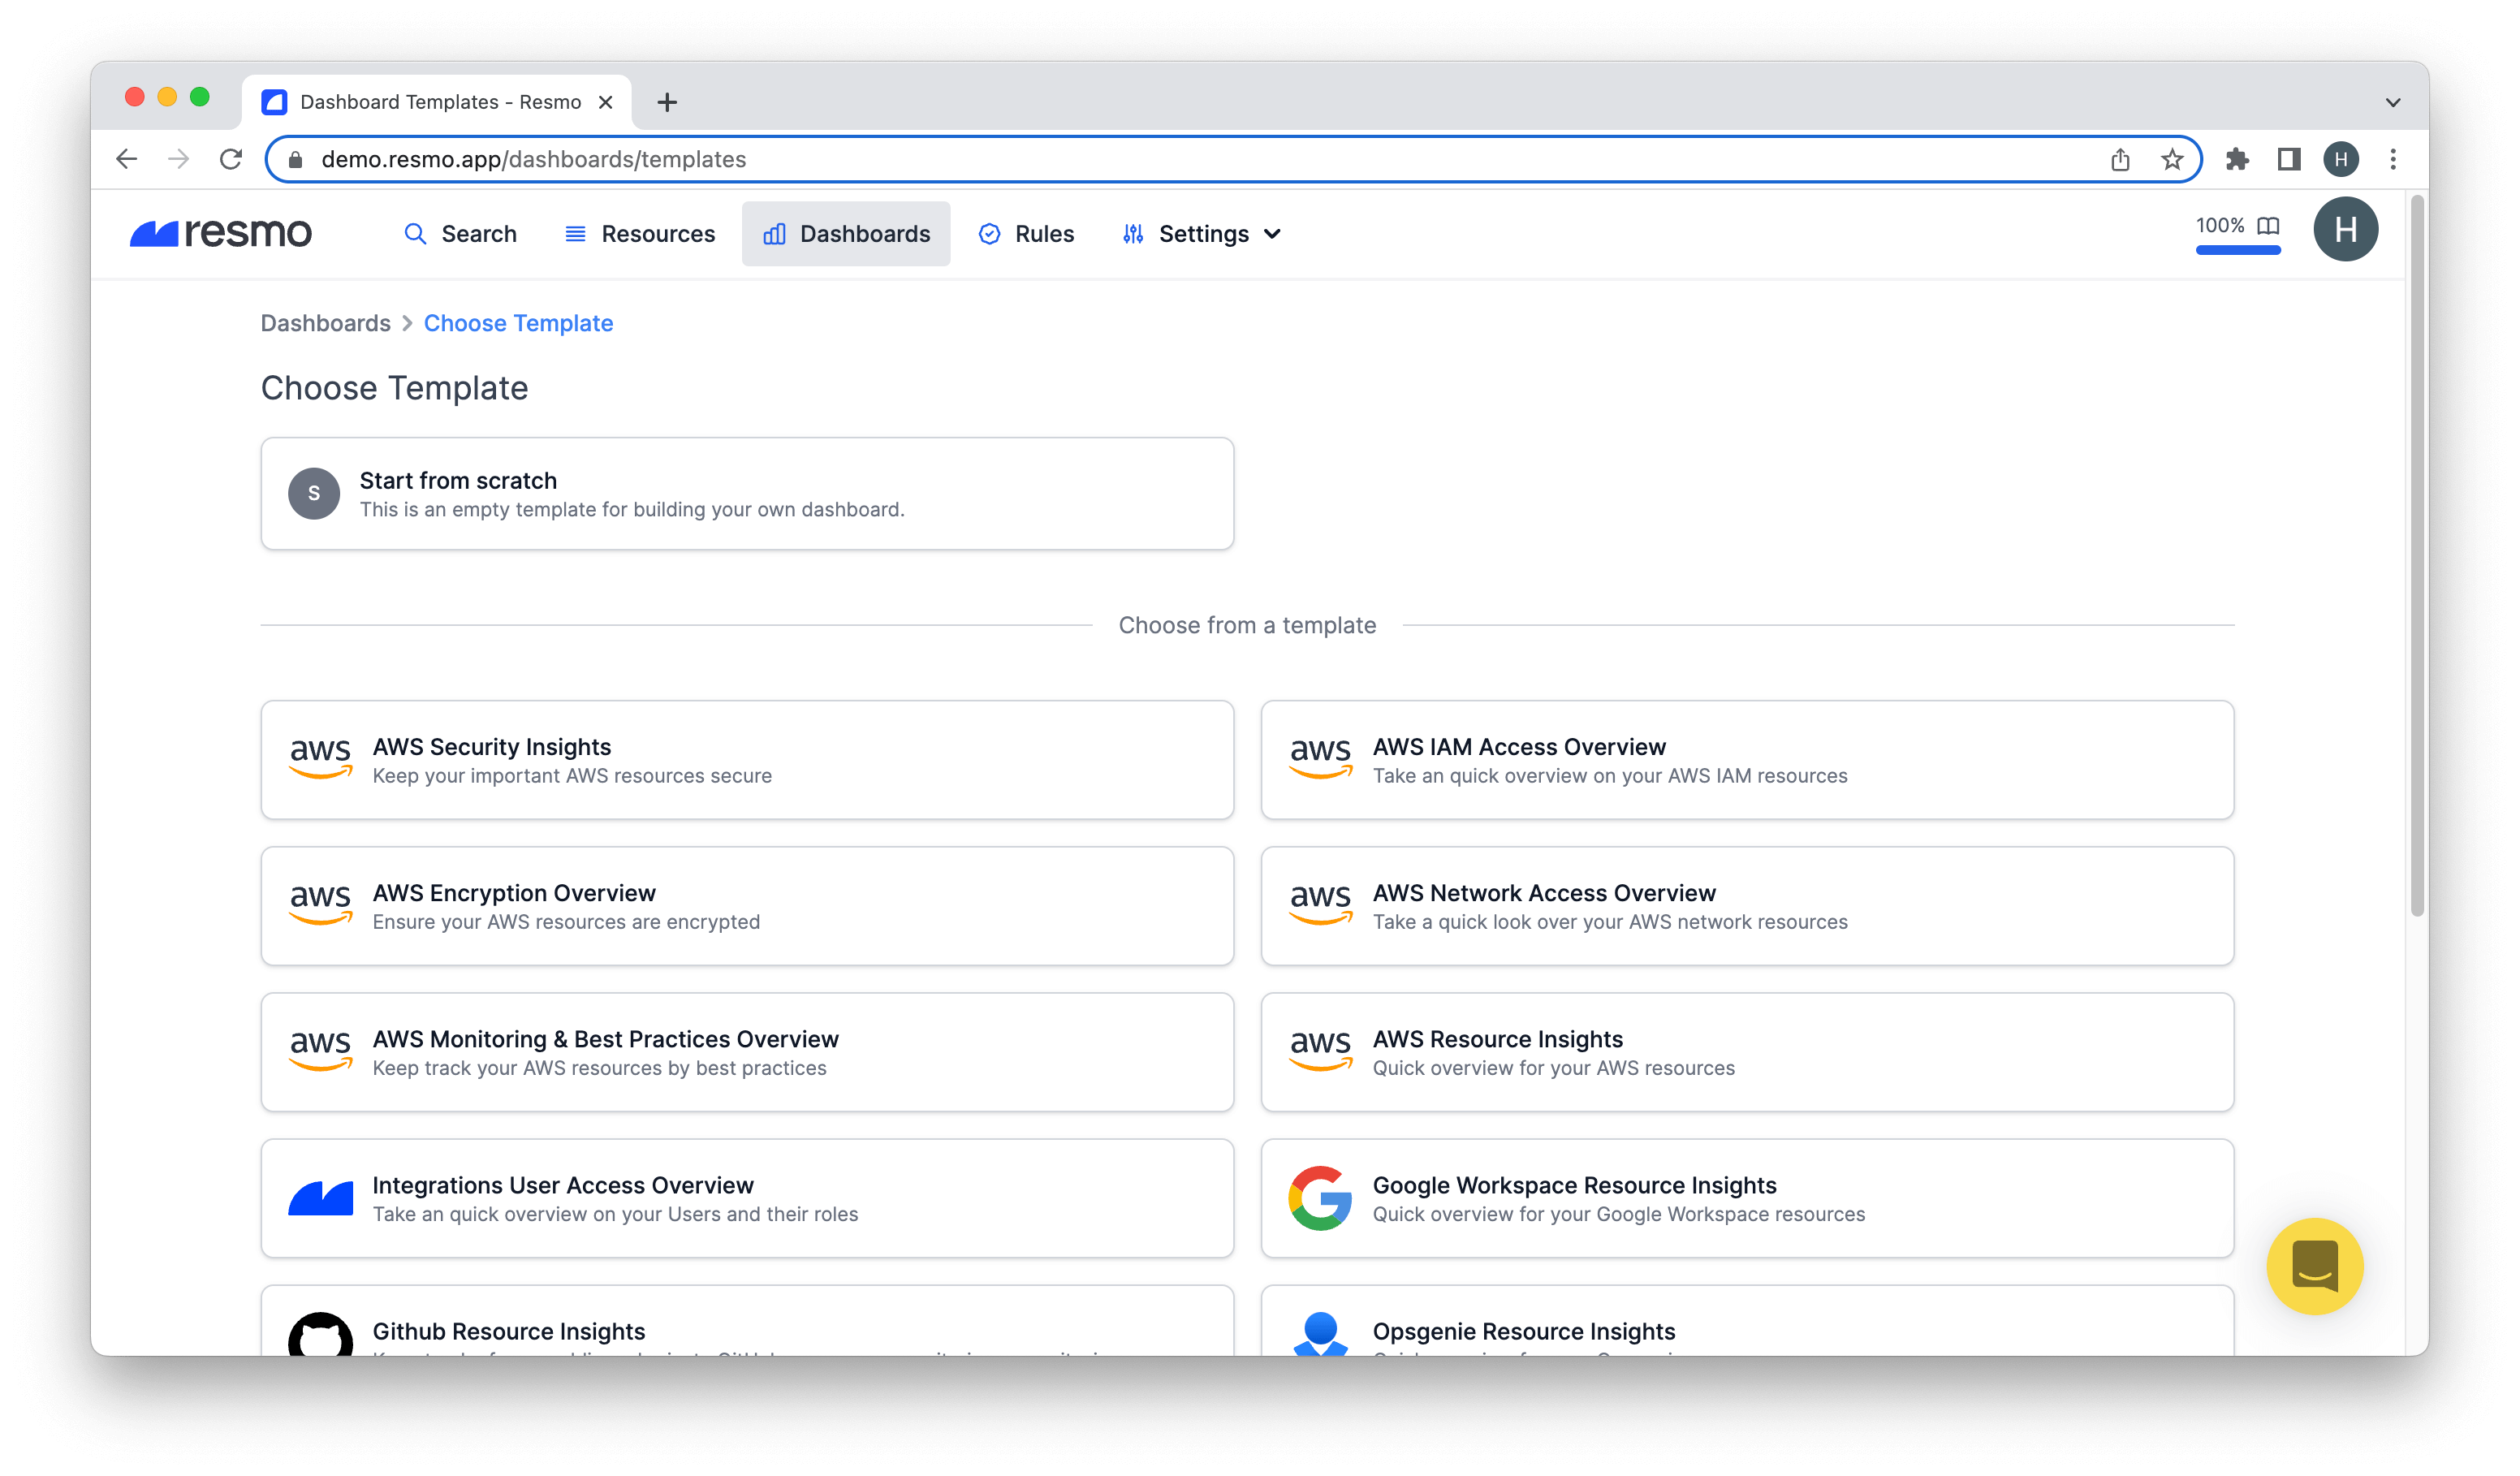 Dashboard Templates - Resmo
demo.resmo.app/dashboards/templates
H
resmo
Search
Resources
Dashboards
Rules
Settings
100%
H
Dashboards
Choose Template
Choose Template
S
Start from scratch
This is an empty template for building your own dashboard.
Choose from a template
aws
AWS Security Insights
Keep your important AWS resources secure
aws
AWS IAM Access Overview
Take an quick overview on your AWS IAM resources
aws
AWS Encryption Overview
Ensure your AWS resources are encrypted
aws
AWS Network Access Overview
Take a quick look over your AWS network resources
aws
AWS Monitoring & Best Practices Overview
Keep track your AWS resources by best practices
aws
AWS Resource Insights
Quick overview for your AWS resources
Integrations User Access Overview
Take an quick overview on your Users and their roles
Google Workspace Resource Insights
Quick overview for your Google Workspace resources
Github Resource Insights
Opsgenie Resource Insights